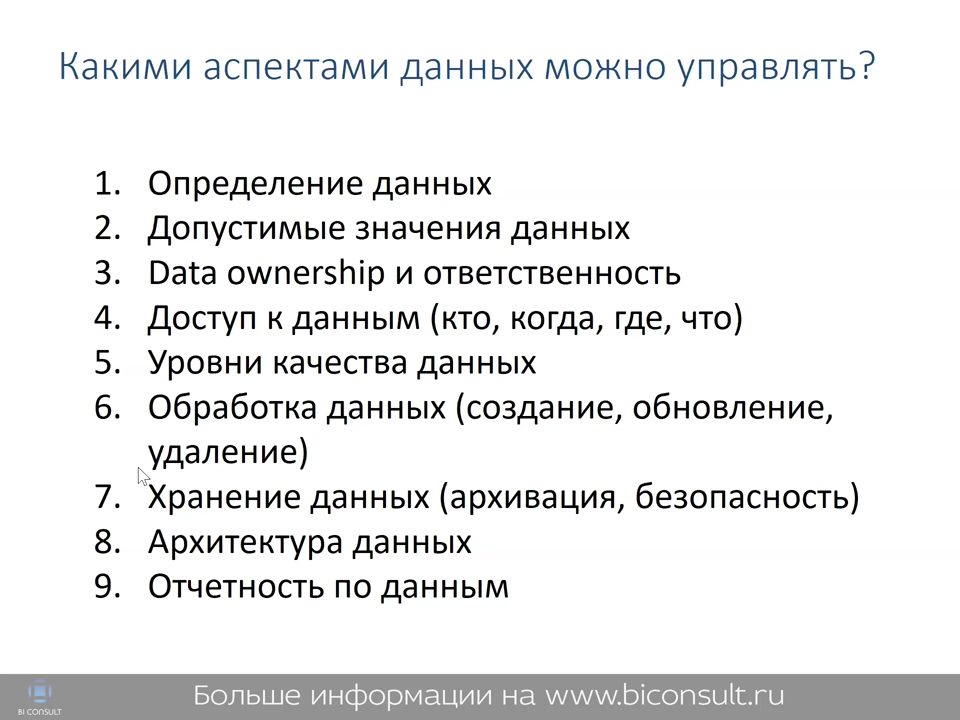 Какими аспектами данных можно управлять?
1. Определение данных
2. Допустимые значения данных
3. Data ownership и ответственность
4. Доступ к данным (кто, когда, где, что)
5. Уровни качества данных
6. Обработка данных (создание, обновление,
удаление)
7. Хранение данных (архивация, безопасность)
8. Архитектура данных
9. Отчетность по данным
BI CONSULT
Больше информации на www.biconsult.ru